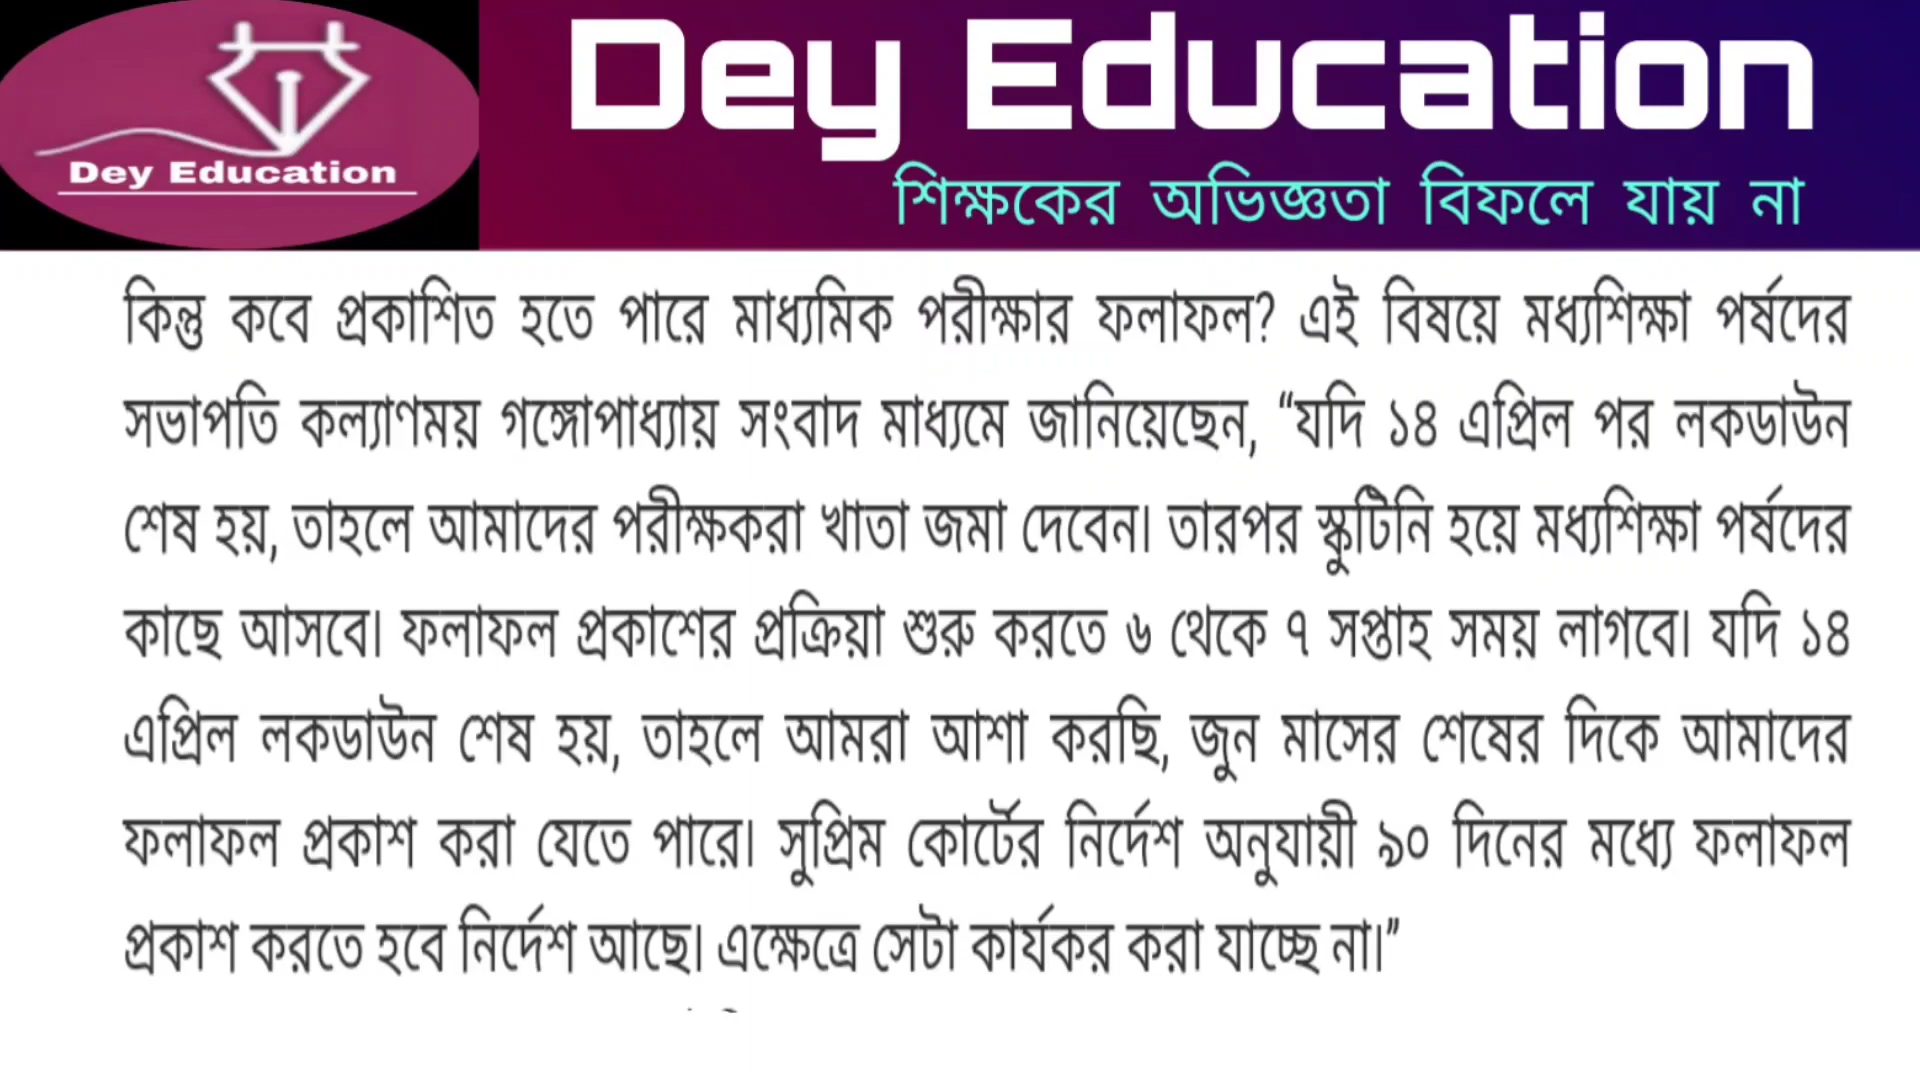 Dey Education
Dey Education
শিক্ষকের অভিজ্ঞতা বিফলে যায় না
কিন্তু কবে প্রকাশিত হতে পারে মাধ্যমিক পরীক্ষার ফলাফল? এই বিষয়ে মধ্যশিক্ষা পর্ষদের
সভাপতি কল্যাণময় গঙ্গোপাধ্যায় সংবাদ মাধ্যমে জানিয়েছেন, “যদি ১৪ এপ্রিল পর লকডাউন
শেষ হয়, তাহলে আমাদের পরীক্ষকরা খাতা জমা দেবেন। তারপর স্কুটিনি হয়ে মধ্যশিক্ষা পর্ষদের
কাছে আসবে। ফলাফল প্রকাশের প্রক্রিয়া শুরু করতে ৬ থেকে ৭ সপ্তাহ সময় লাগবে। যদি ১৪
এপ্রিল লকডাউন শেষ হয়, তাহলে আমরা আশা করছি, জুন মাসের শেষের দিকে আমাদের
ফলাফল প্রকাশ করা যেতে পারে। সুপ্রিম কোর্টের নির্দেশ অনুযায়ী ৯০ দিনের মধ্যে ফলাফল
প্রকাশ করতে হবে নির্দেশ আছে। এক্ষেত্রে সেটা কার্যকর করা যাচ্ছে না।”